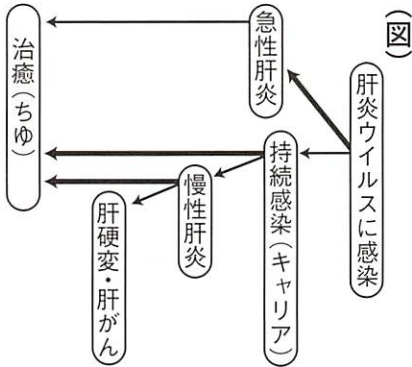 (図)
肝炎ウイルスに感染
急性肝炎
持続感染(キャリア)
慢性肝炎
肝硬変・肝がん
治癒(ちゆ)